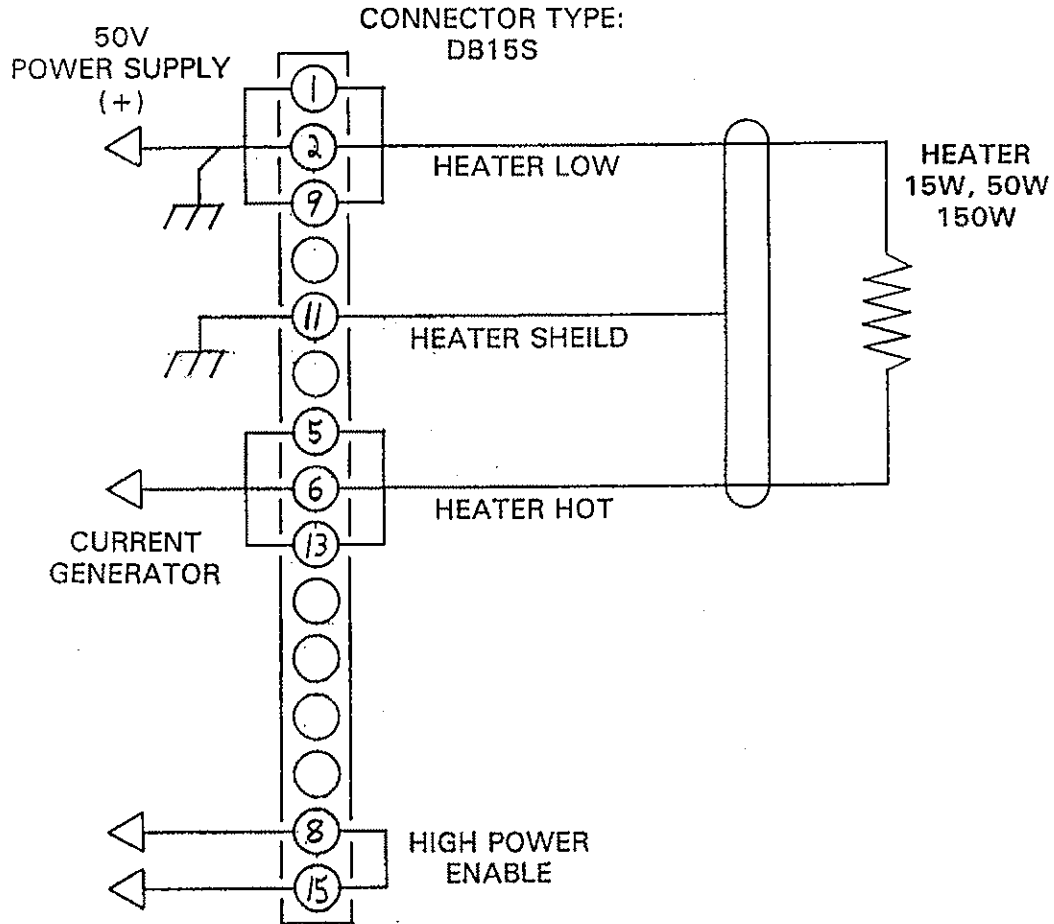 CONNECTOR TYPE:
DB15S
50V
POWER SUPPLY
(+)
1
2
HEATER LOW
9
HEATER
15W, 50W
150W
11
HEATER SHEILD
5
6
HEATER HOT
13
CURRENT
GENERATOR
8
HIGH POWER
ENABLE
15